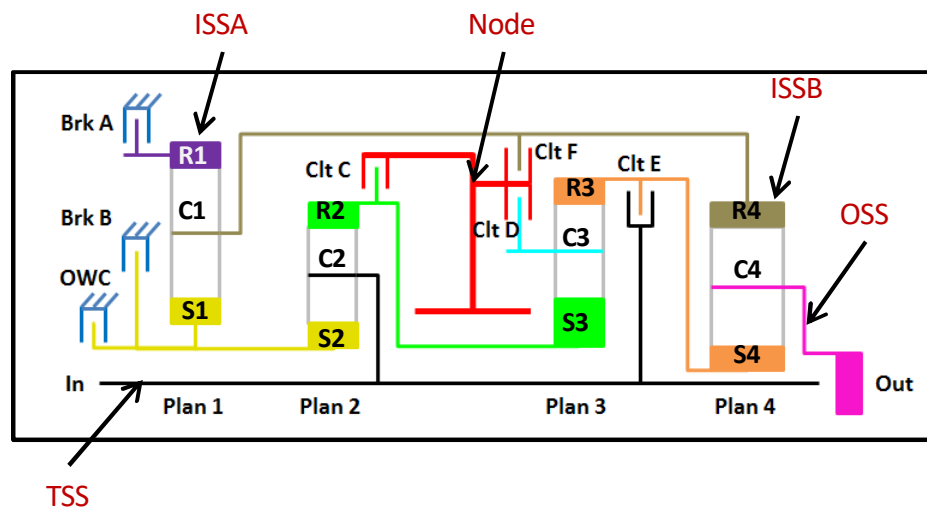 ISSA
Node
ISSB
Brk A
R1
Clt F
Clt C
R3
Clt E
OSS
C1
R2
R4
Brk B
Clt D
C3
C2
C4
OWC
S1
S3
S2
S4
In
Out
Plan 1
Plan 2
Plan 3
Plan 4
TSS